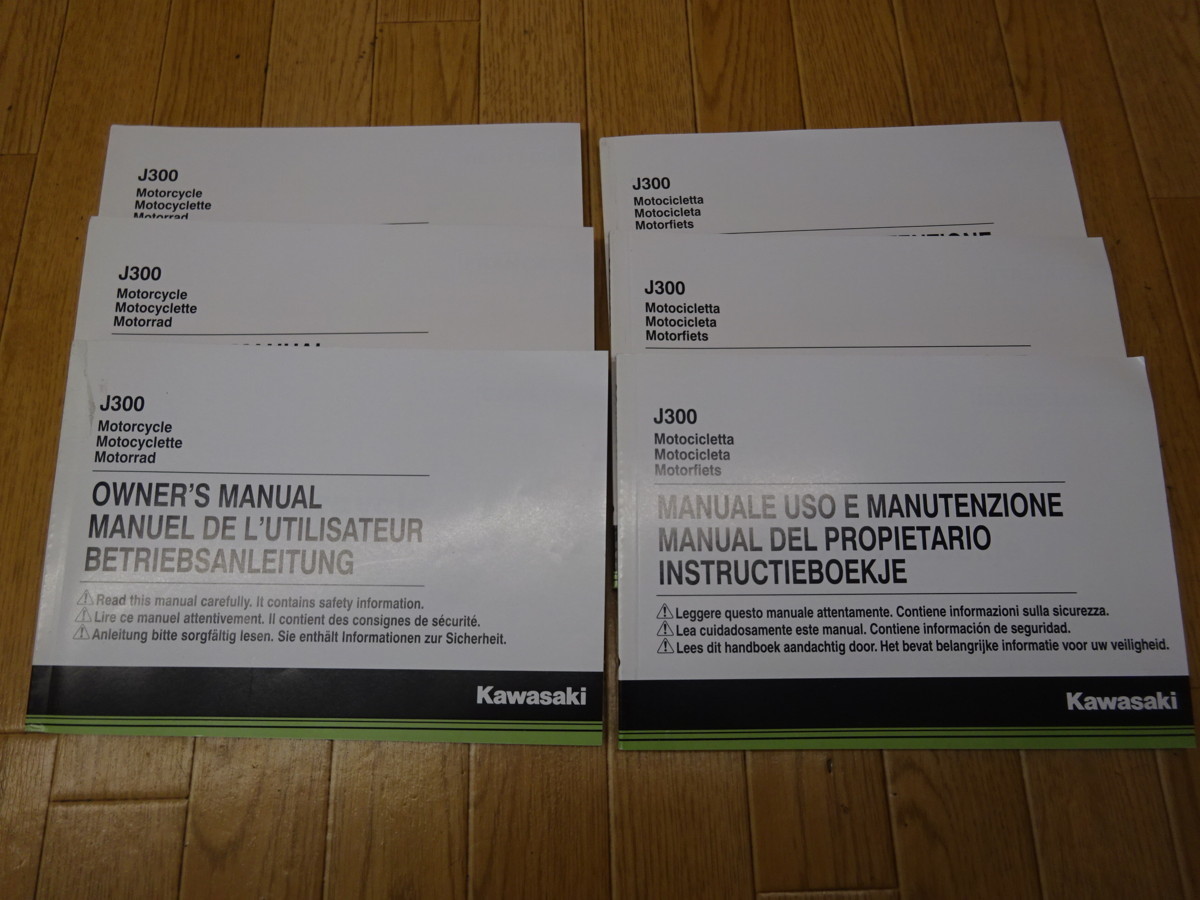 J300
Motorcycle
Motocyclette
Motorrad
J300
Motorcycle
Motocyclette
Motorrad
J300
Motorcycle
Motocyclette
Motorrad
OWNER'S MANUAL
MANUEL DE L'UTILISATEUR
BETRIEBSANLEITUNG
Read this manual carefully. It contains safety information.
Lire ce manuel attentivement. Il contient des consignes de sécurité.
Anleitung bitte sorgfältig lesen. Sie enthält Informationen zur Sicherheit.
Kawasaki
J300
Motocicletta
Motocicleta
Motorfiets
J300
Motocicletta
Motocicleta
Motorfiets
J300
Motocicletta
Motocicleta
Motorfiets
MANUALE USO E MANUTENZIONE
MANUAL DEL PROPIETARIO
INSTRUCTIEBOEKJE
Leggere questo manuale attentamente. Contiene informazioni sulla sicurezza.
Lea cuidadosamente este manual. Contiene información de seguridad.
Lees dit handboek aandachtig door. Het bevat belangrijke informatie voor uw veiligheid.
Kawasaki